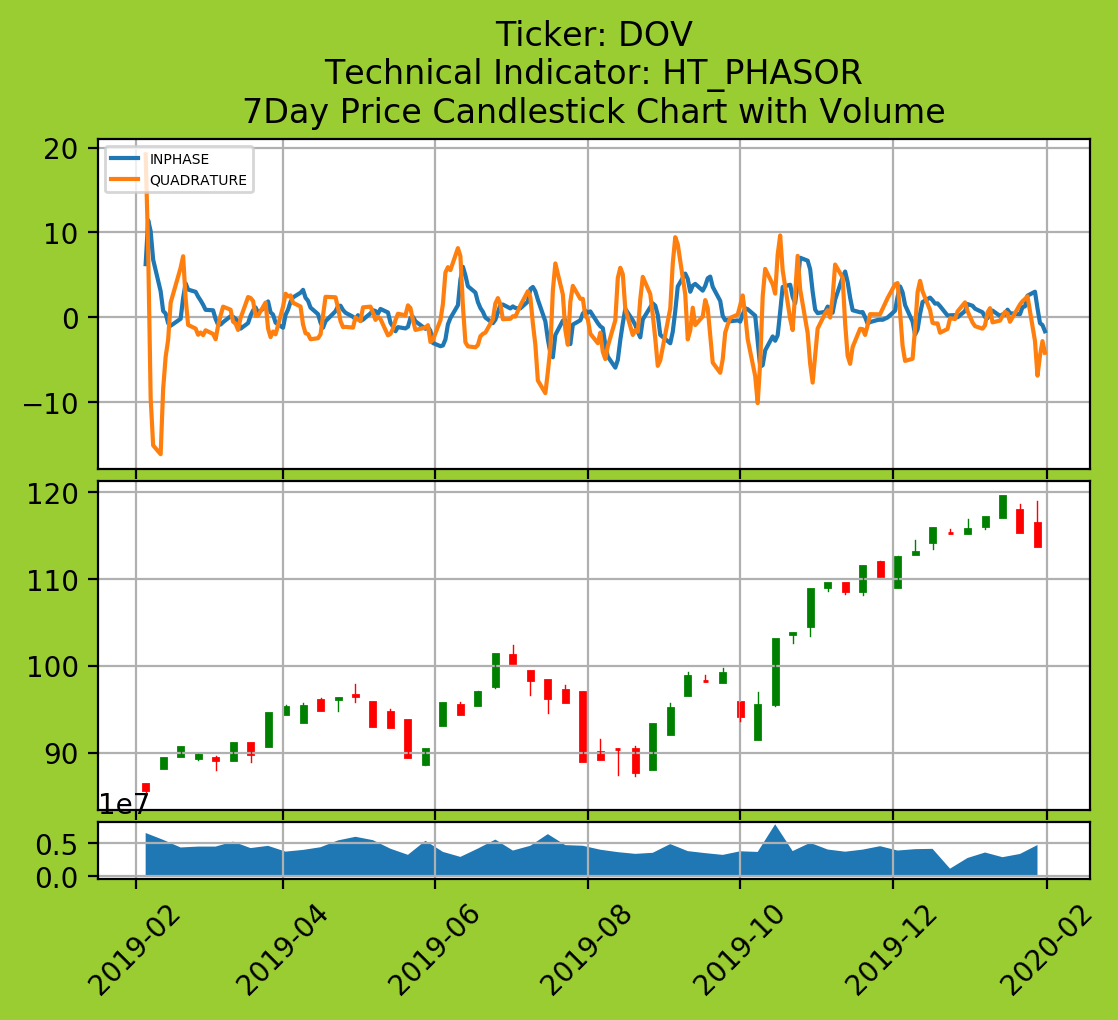 Ticker: DOV
Technical Indicator: HT_PHASOR
7Day Price Candlestick Chart with Volume
INPHASE
QUADRATURE
20
10
0
−10
120
110
100
90
1e7
0.5
0.0
2019-02
2019-04
2019-06
2019-08
2019-10
2019-12
2020-02